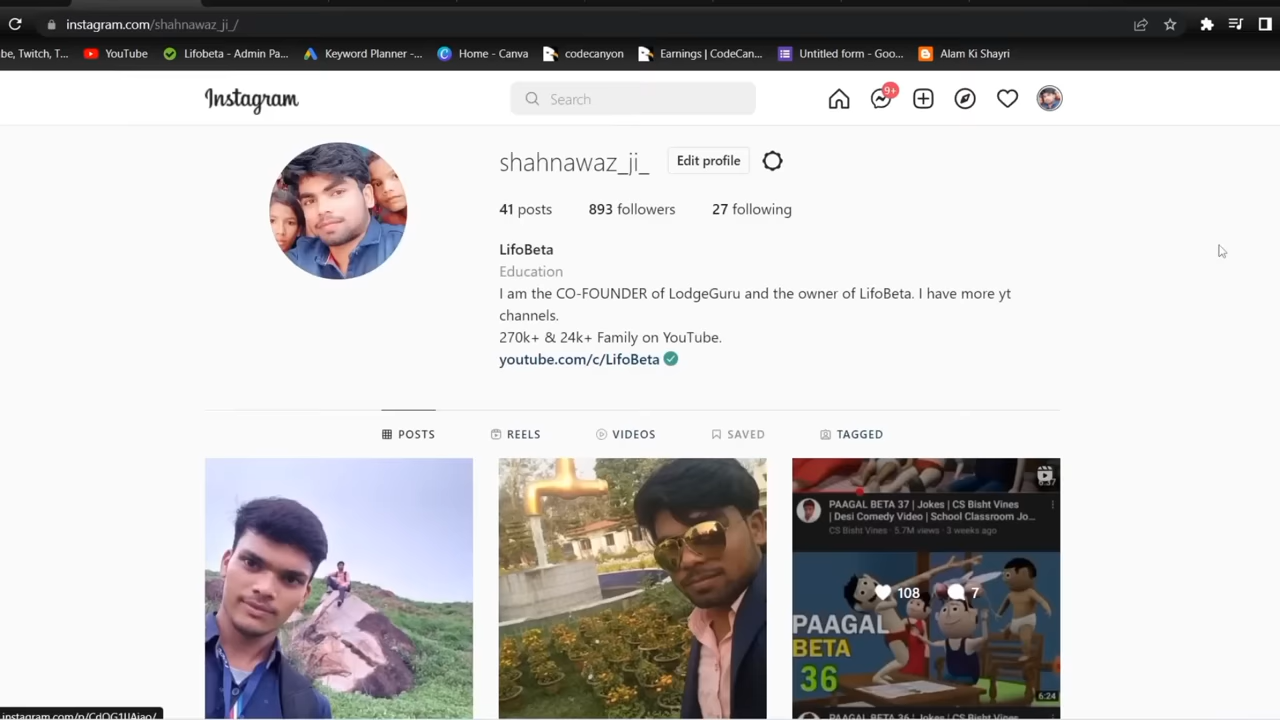 instagram.com/shahnawaz_ji_/
be, Twitch, T... YouTube Lifobeta - Admin Pa... Keyword Planner -... Home - Canva codecanyon Earnings | CodeCan... Untitled form - Goo... Alam Ki Shayri
Instagram Search 9+
shahnawaz_ji_ Edit profile
41 posts 893 followers 27 following
LifoBeta
Education
I am the CO-FOUNDER of LodgeGuru and the owner of LifoBeta. I have more yt
channels.
270k+ & 24k+ Family on YouTube.
youtube.com/c/LifoBeta
POSTS REELS VIDEOS SAVED TAGGED
6:37
PAAGAL BETA 37 | Jokes | CS Bisht Vines
| Desi Comedy Video | School Classroom Jo...
CS Bisht Vines · 5.7M views · 3 weeks ago
108 7
PAAGAL
BETA
36
6:24